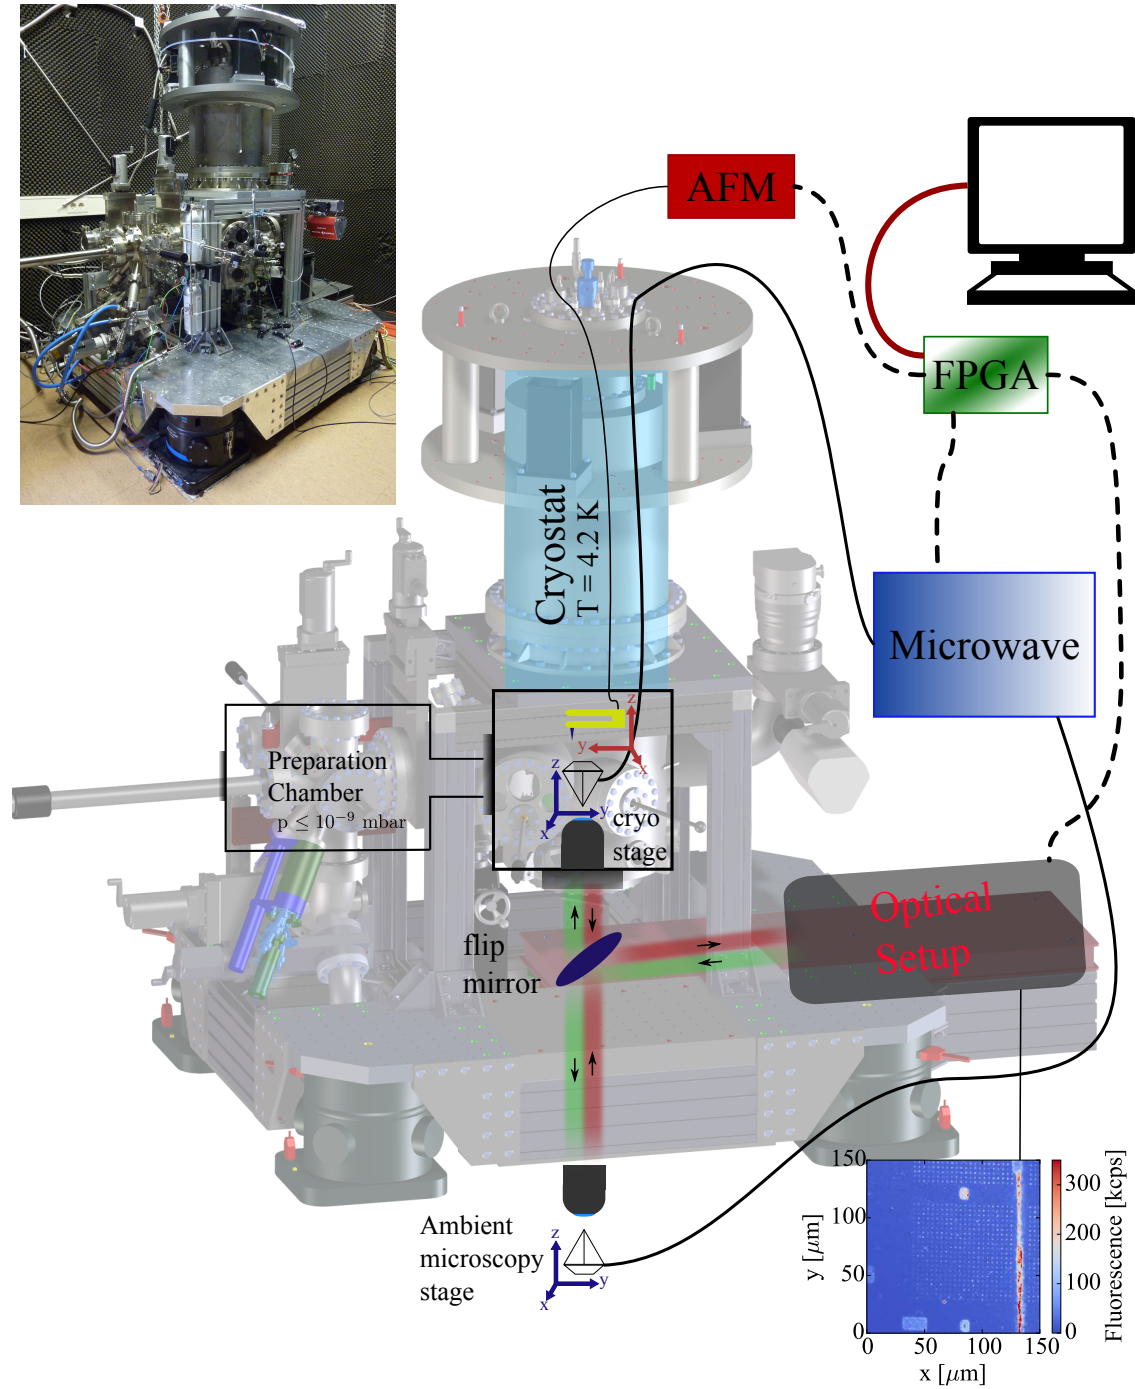 AFM
FPGA
Cryostat
T = 4.2 K
Microwave
Preparation
Chamber
p ≤ 10⁻⁹ mbar
z
y
x
z
y
x
cryo
stage
flip
mirror
Optical
Setup
Ambient
microscopy
stage
z
y
x
150
100
50
0
y [μm]
0
50
100
150
x [μm]
300
200
100
0
Fluorescence [kcps]